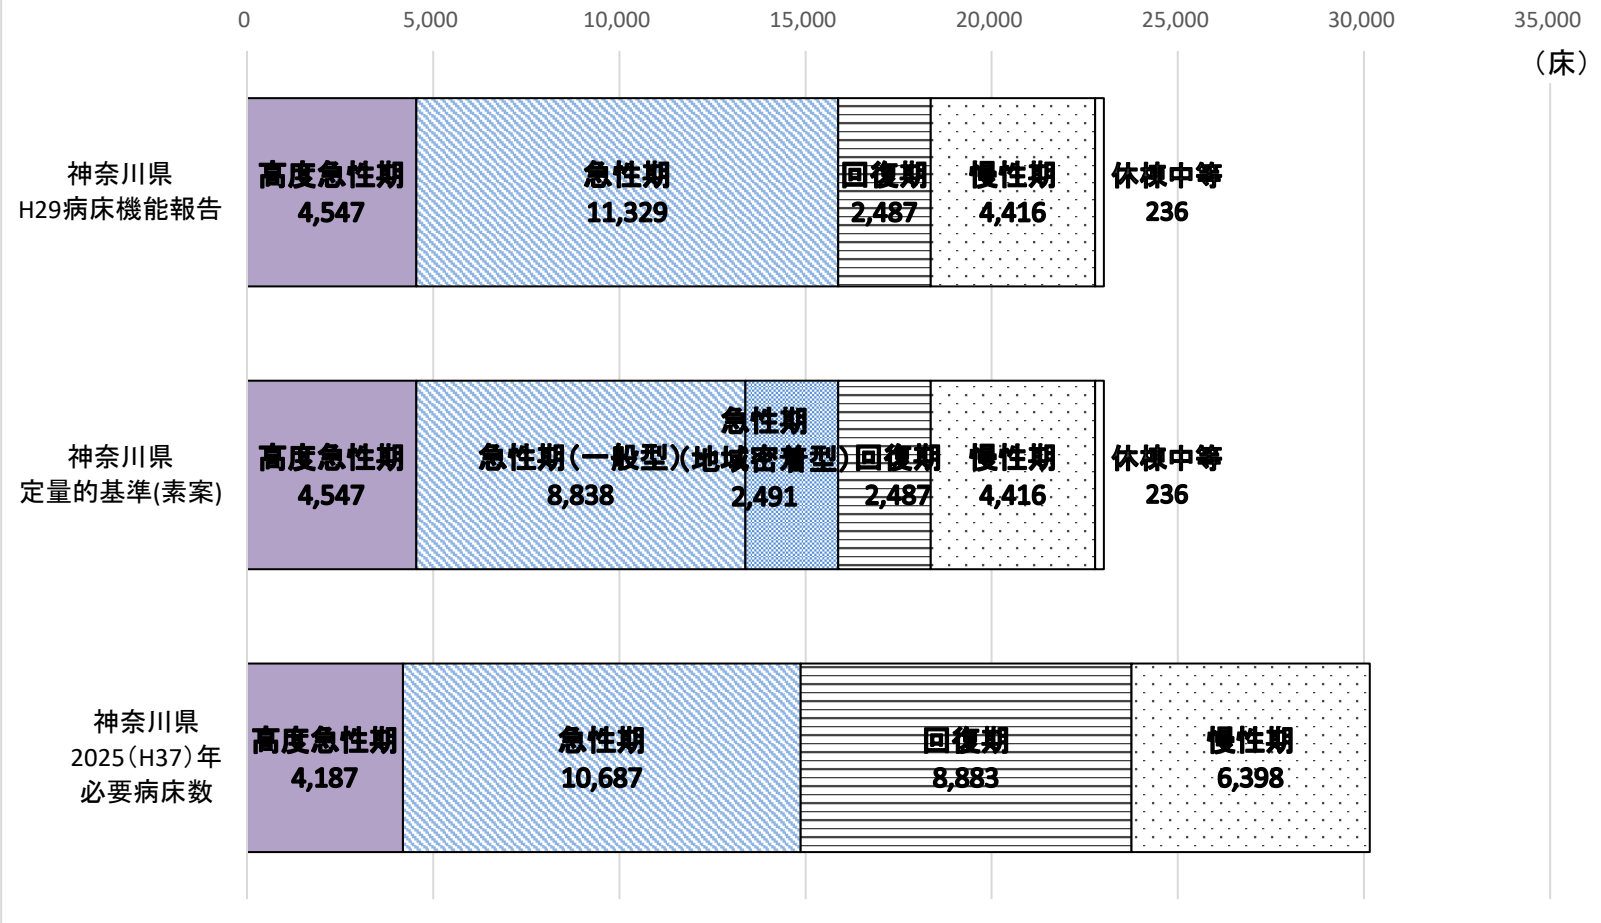 0 5,000 10,000 15,000 20,000 25,000 30,000 35,000
（床）
神奈川県
H29病床機能報告
高度急性期 急性期 回復期 慢性期 休棟中等
4,547 11,329 2,487 4,416 236
神奈川県
定量的基準(素案)
急性期
高度急性期 急性期（一般型）（地域密着型） 回復期 慢性期 休棟中等
4,547 8,838 2,491 2,487 4,416 236
神奈川県
2025（H37）年
必要病床数
高度急性期 急性期 回復期 慢性期
4,187 10,687 8,883 6,398